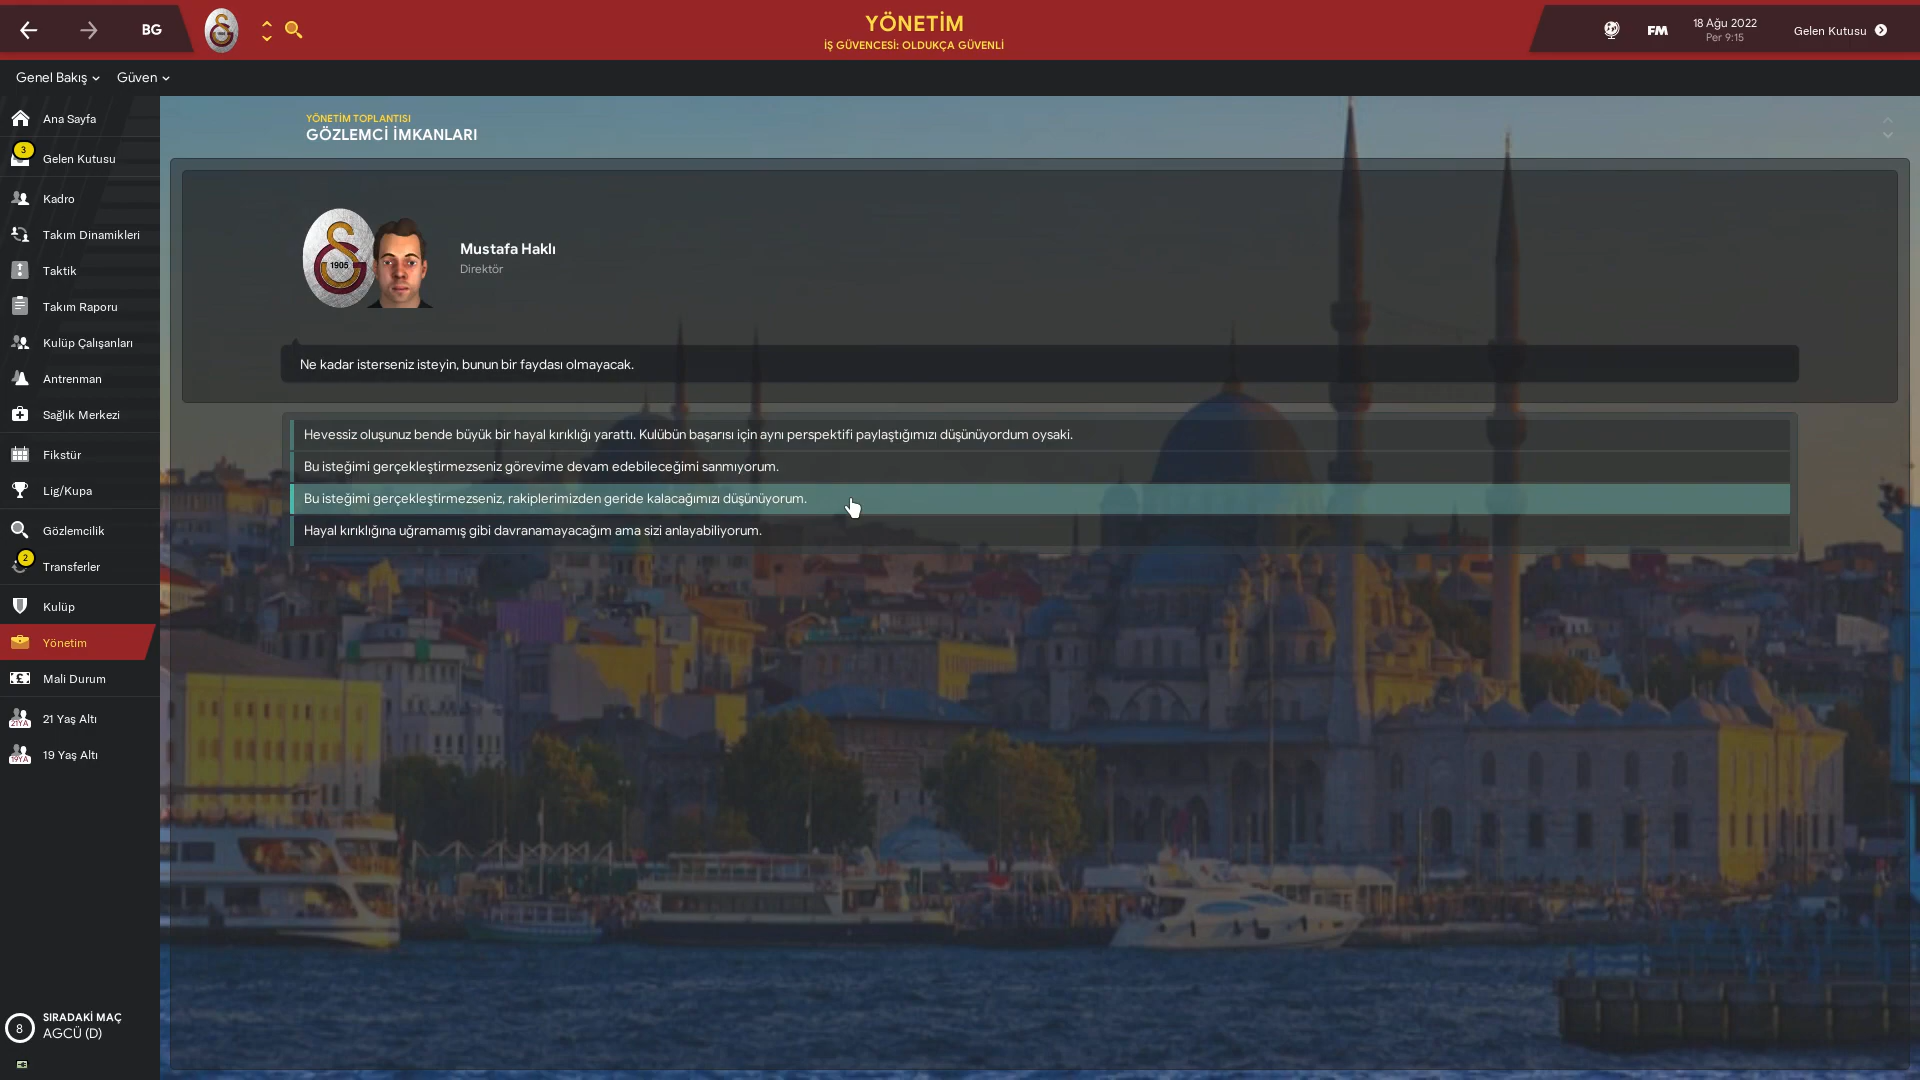 BG
YÖNETİM
İŞ GÜVENCESİ: OLDUKÇA GÜVENLİ
FM
18 Ağu 2022
Per 9:15
Gelen Kutusu
Genel Bakış
Güven
Ana Sayfa
3
Gelen Kutusu
Kadro
Takım Dinamikleri
Taktik
Takım Raporu
Kulüp Çalışanları
Antrenman
Sağlık Merkezi
Fikstür
Lig/Kupa
Gözlemcilik
2
Transferler
Kulüp
Yönetim
Mali Durum
21YA
21 Yaş Altı
19YA
19 Yaş Altı
8
SIRADAKİ MAÇ
AGCÜ (D)
YÖNETİM TOPLANTISI
GÖZLEMCİ İMKANLARI
1905
Mustafa Haklı
Direktör
Ne kadar isterseniz isteyin, bunun bir faydası olmayacak.
Hevessiz oluşunuz bende büyük bir hayal kırıklığı yarattı. Kulübün başarısı için aynı perspektifi paylaştığımızı düşünüyordum oysaki.
Bu isteğimi gerçekleştirmezseniz görevime devam edebileceğimi sanmıyorum.
Bu isteğimi gerçekleştirmezseniz, rakiplerimizden geride kalacağımızı düşünüyorum.
Hayal kırıklığına uğramamış gibi davranamayacağım ama sizi anlayabiliyorum.